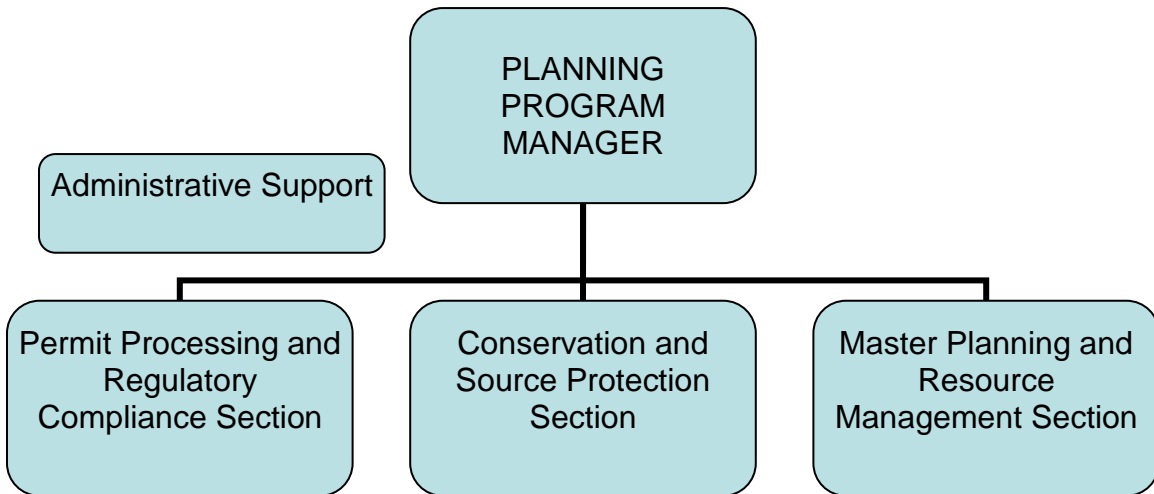 PLANNING
PROGRAM
MANAGER
Administrative Support
Permit Processing and
Regulatory
Compliance Section
Conservation and
Source Protection
Section
Master Planning and
Resource
Management Section